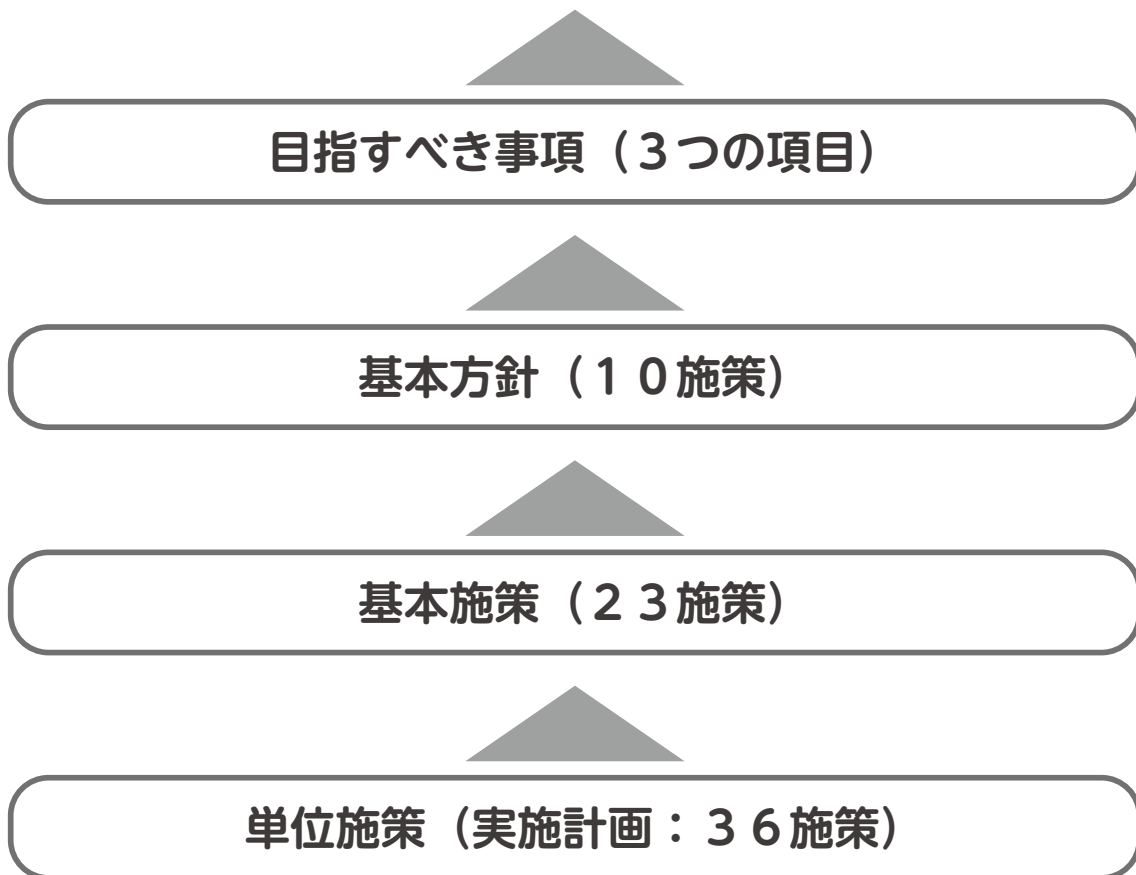 目指すべき事項（３つの項目）
基本方針（１０施策）
基本施策（２３施策）
単位施策（実施計画：３６施策）